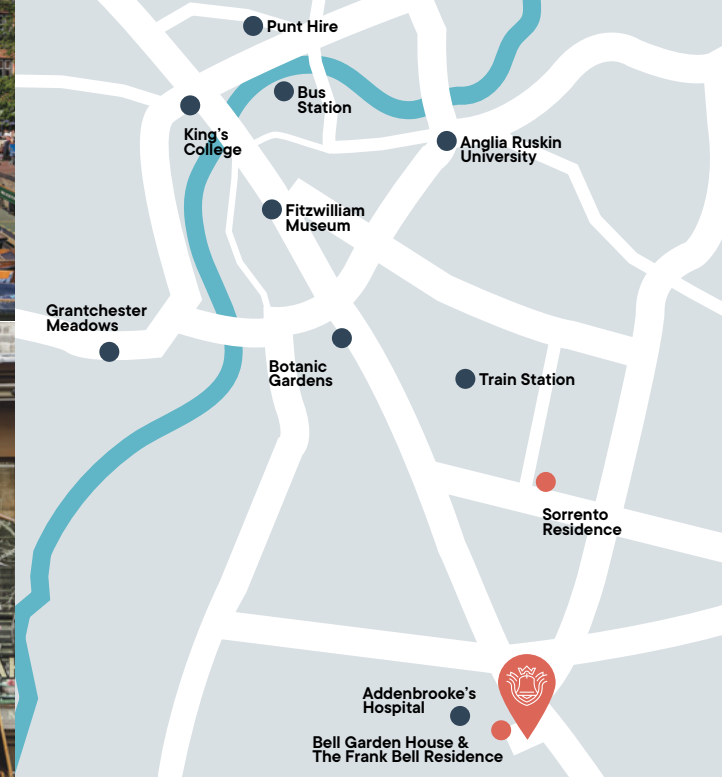 Punt Hire
Bus
Station
King's
College
Anglia Ruskin
University
Fitzwilliam
Museum
Grantchester
Meadows
Botanic
Gardens
Train Station
Sorrento
Residence
Addenbrooke's
Hospital
Bell Garden House &
The Frank Bell Residence